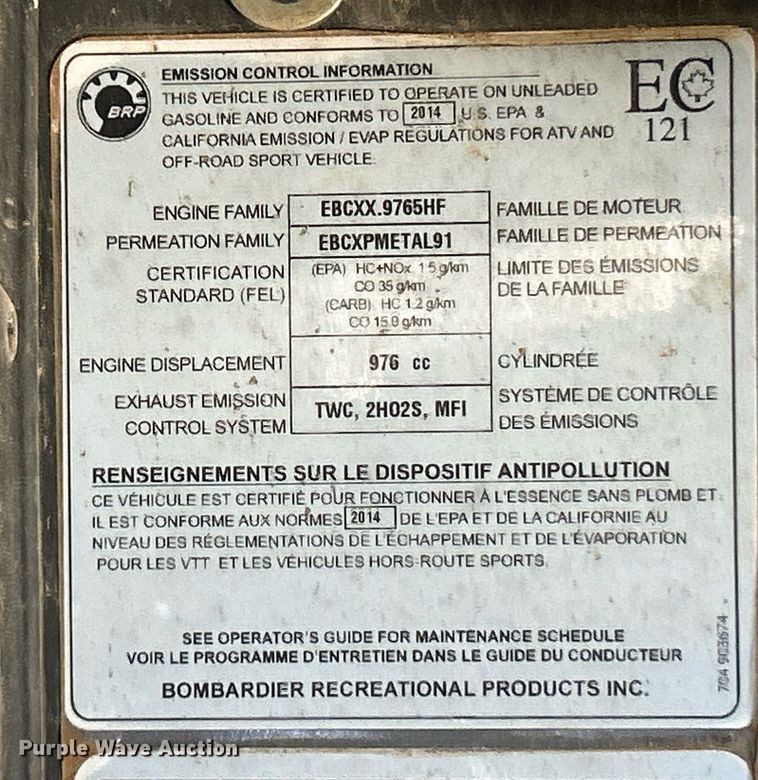 BRP
EMISSION CONTROL INFORMATION
THIS VEHICLE IS CERTIFIED TO OPERATE ON UNLEADED
GASOLINE AND CONFORMS TO 2014 U.S. EPA &
CALIFORNIA EMISSION / EVAP REGULATIONS FOR ATV AND
OFF-ROAD SPORT VEHICLE.
EC
121
ENGINE FAMILY EBCXX.9765HF FAMILLE DE MOTEUR
PERMEATION FAMILY EBCXPMETAL91 FAMILLE DE PERMEATION
CERTIFICATION STANDARD (FEL)
(EPA) HC+NOx 1.5 g/km
CO 35 g/km
(CARB) HC 1.2 g/km
CO 15.0 g/km
LIMITE DES ÉMISSIONS
DE LA FAMILLE
ENGINE DISPLACEMENT 976 cc CYLINDRÉE
EXHAUST EMISSION
CONTROL SYSTEM
TWC, 2HO2S, MFI
SYSTÈME DE CONTRÔLE
DES ÉMISSIONS
RENSEIGNEMENTS SUR LE DISPOSITIF ANTIPOLLUTION
CE VÉHICULE EST CERTIFIÉ POUR FONCTIONNER À L'ESSENCE SANS PLOMB ET
IL EST CONFORME AUX NORMES 2014 DE L'EPA ET DE LA CALIFORNIE AU
NIVEAU DES RÉGLEMENTATIONS DE L'ÉCHAPPEMENT ET DE L'ÉVAPORATION
POUR LES VTT ET LES VÉHICULES HORS-ROUTE SPORTS.
SEE OPERATOR'S GUIDE FOR MAINTENANCE SCHEDULE
VOIR LE PROGRAMME D'ENTRETIEN DANS LE GUIDE DU CONDUCTEUR
BOMBARDIER RECREATIONAL PRODUCTS INC.
704 903674
Purple Wave Auction